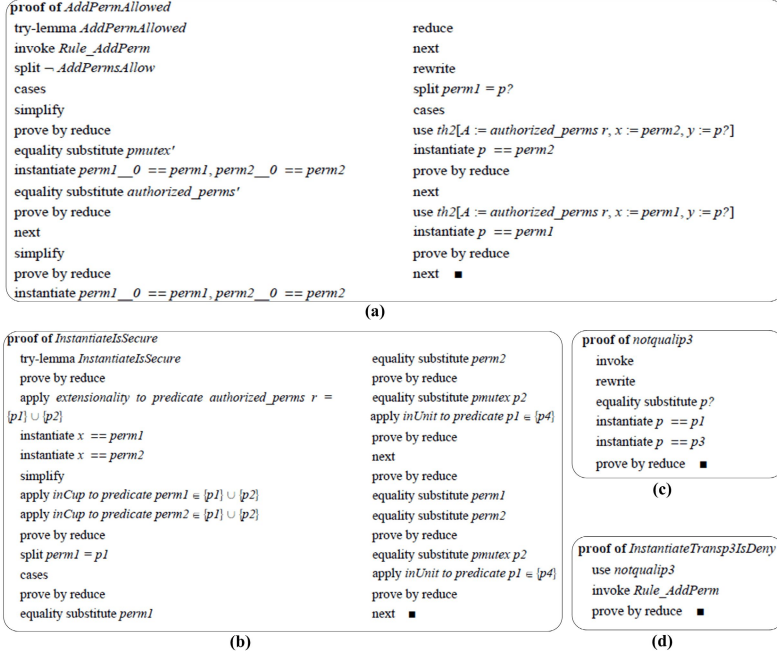 proof of AddPermAllowed
try-lemma AddPermAllowed
invoke Rule_AddPerm
split ¬ AddPermsAllow
cases
simplify
prove by reduce
equality substitute pmutex'
instantiate perm1__0 == perm1, perm2__0 == perm2
equality substitute authorized_perms'
prove by reduce
next
simplify
prove by reduce
instantiate perm1__0 == perm1, perm2__0 == perm2
reduce
next
rewrite
split perm1 = p?
cases
use th2[A := authorized_perms r, x := perm2, y := p?]
instantiate p == perm2
prove by reduce
next
use th2[A := authorized_perms r, x := perm1, y := p?]
instantiate p == perm1
prove by reduce
next ■
(a)
proof of InstantiateIsSecure
try-lemma InstantiateIsSecure
prove by reduce
apply extensionality to predicate authorized_perms r =
{p1} ∪ {p2}
instantiate x == perm1
instantiate x == perm2
simplify
apply inCup to predicate perm1 ∈ {p1} ∪ {p2}
apply inCup to predicate perm2 ∈ {p1} ∪ {p2}
prove by reduce
split perm1 = p1
cases
prove by reduce
equality substitute perm1
equality substitute perm2
prove by reduce
equality substitute pmutex p2
apply inUnit to predicate p1 ∈ {p4}
prove by reduce
next
prove by reduce
equality substitute perm1
equality substitute perm2
prove by reduce
equality substitute pmutex p2
apply inUnit to predicate p1 ∈ {p4}
prove by reduce
next ■
(b)
proof of notqualip3
invoke
rewrite
equality substitute p?
instantiate p == p1
instantiate p == p3
prove by reduce ■
(c)
proof of InstantiateTransp3IsDeny
use notqualip3
invoke Rule_AddPerm
prove by reduce ■
(d)